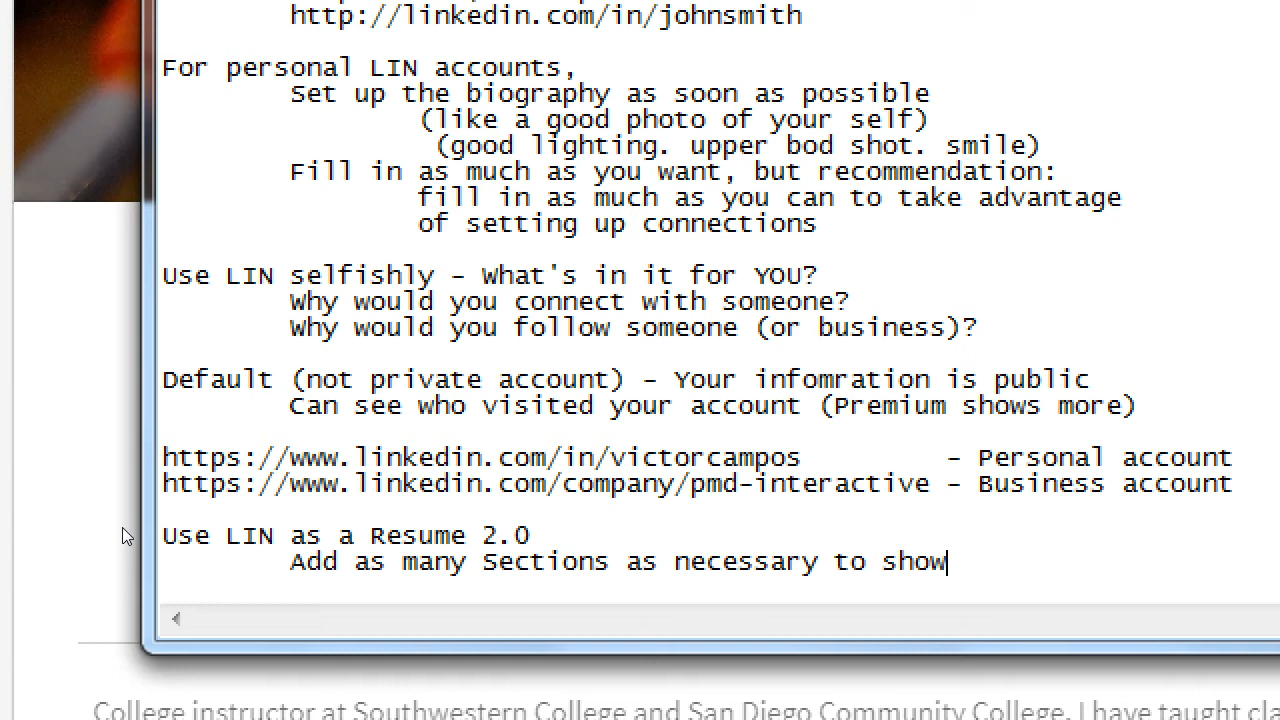 http://linkedin.com/in/johnsmith
For personal LIN accounts,
Set up the biography as soon as possible
(like a good photo of your self)
(good lighting. upper bod shot. smile)
Fill in as much as you want, but recommendation:
fill in as much as you can to take advantage
of setting up connections
Use LIN selfishly - What's in it for YOU?
Why would you connect with someone?
Why would you follow someone (or business)?
Default (not private account) - Your infomration is public
Can see who visited your account (Premium shows more)
https://www.linkedin.com/in/victorcampos - Personal account
https://www.linkedin.com/company/pmd-interactive - Business account
Use LIN as a Resume 2.0
Add as many Sections as necessary to show
College instructor at Southwestern College and San Diego Community College. I have taught